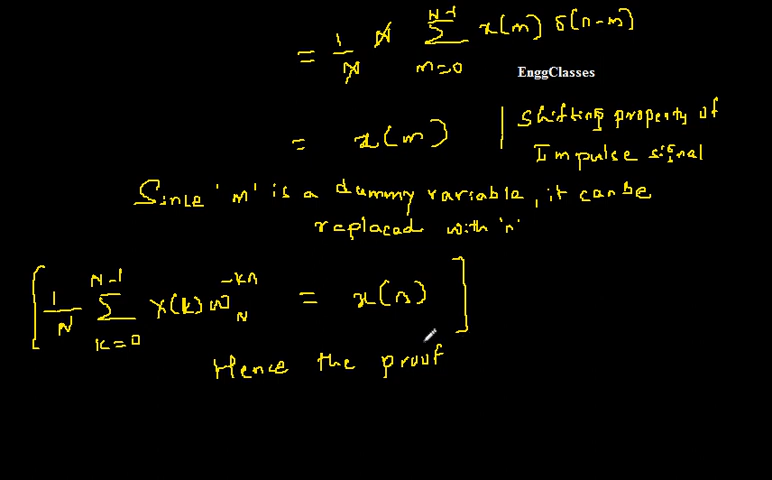 = 1/N N Σ_{m=0}^{N-1} x(m) δ(n-m)
EnggClasses
= x(m) | Shifting property of
Impulse signal
Since 'm' is a dummy variable, it can be
replaced with 'n'
[ 1/N Σ_{k=0}^{N-1} X(k) W_N^{-kn} = x(n) ]
Hence the proof